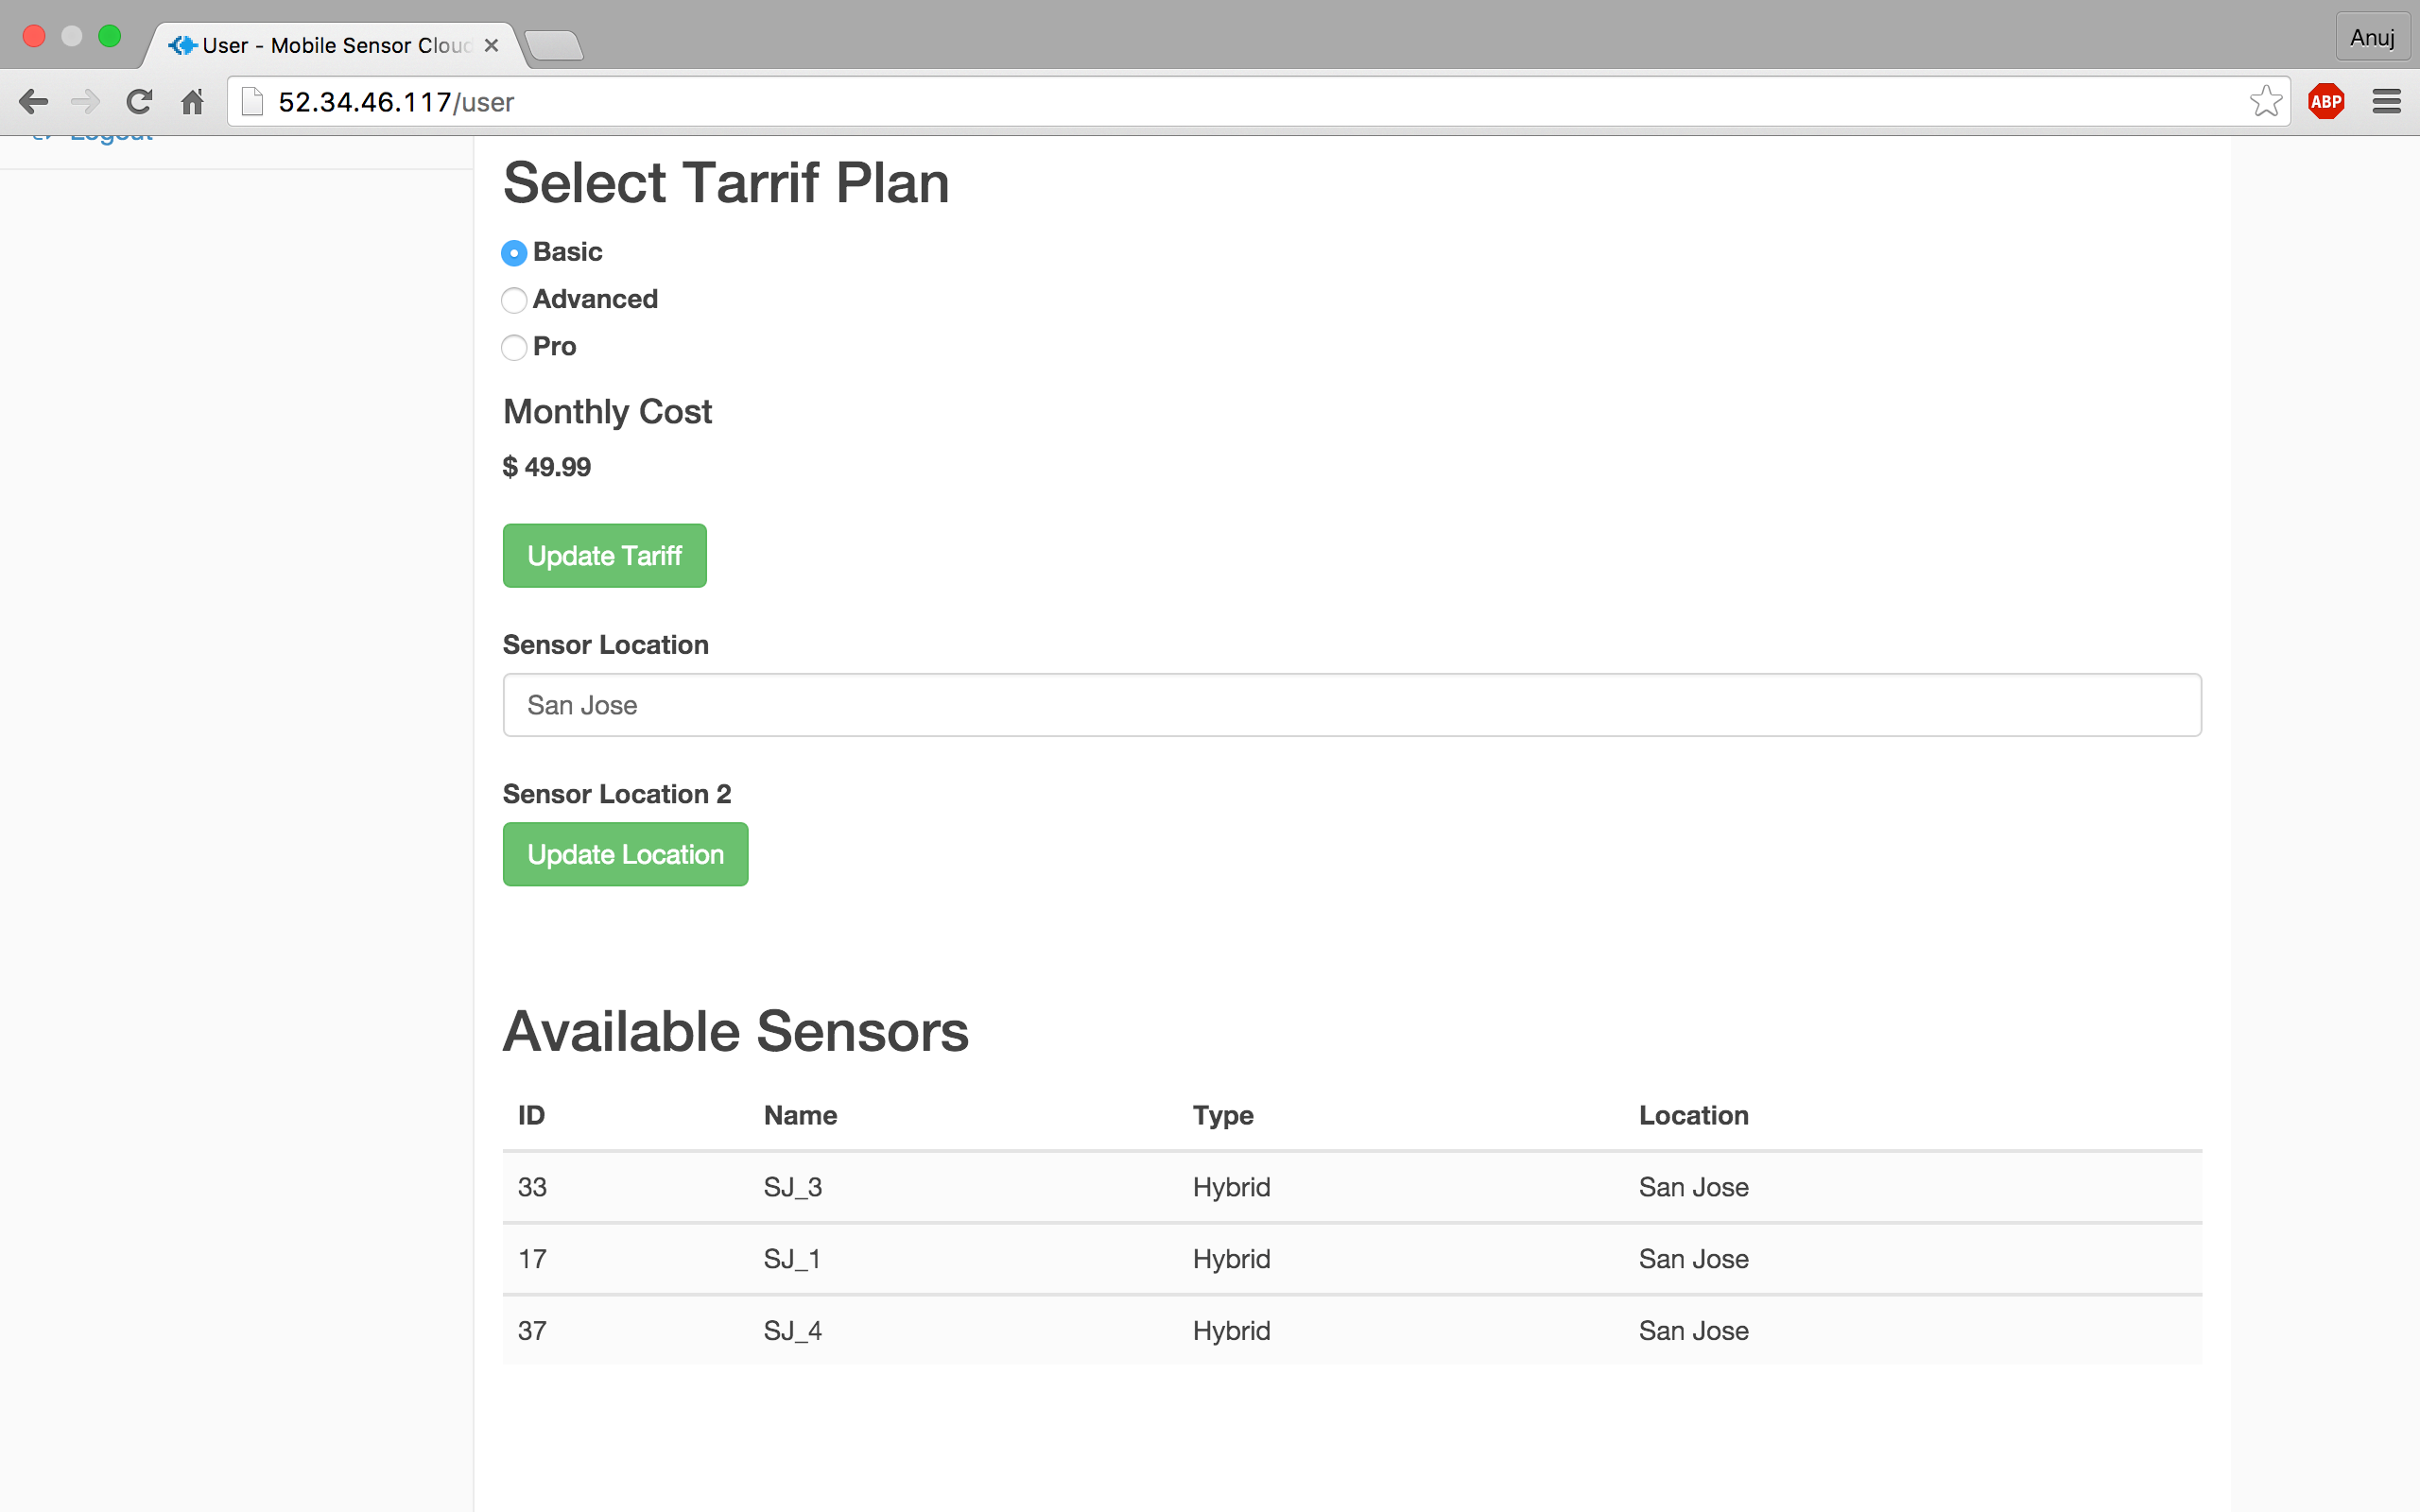 User - Mobile Sensor Cloud
Anuj
52.34.46.117/user
ABP
Logout
Select Tarrif Plan
Basic
Advanced
Pro
Monthly Cost
$ 49.99
Update Tariff
Sensor Location
San Jose
Sensor Location 2
Update Location
Available Sensors
ID Name Type Location
33 SJ_3 Hybrid San Jose
17 SJ_1 Hybrid San Jose
37 SJ_4 Hybrid San Jose